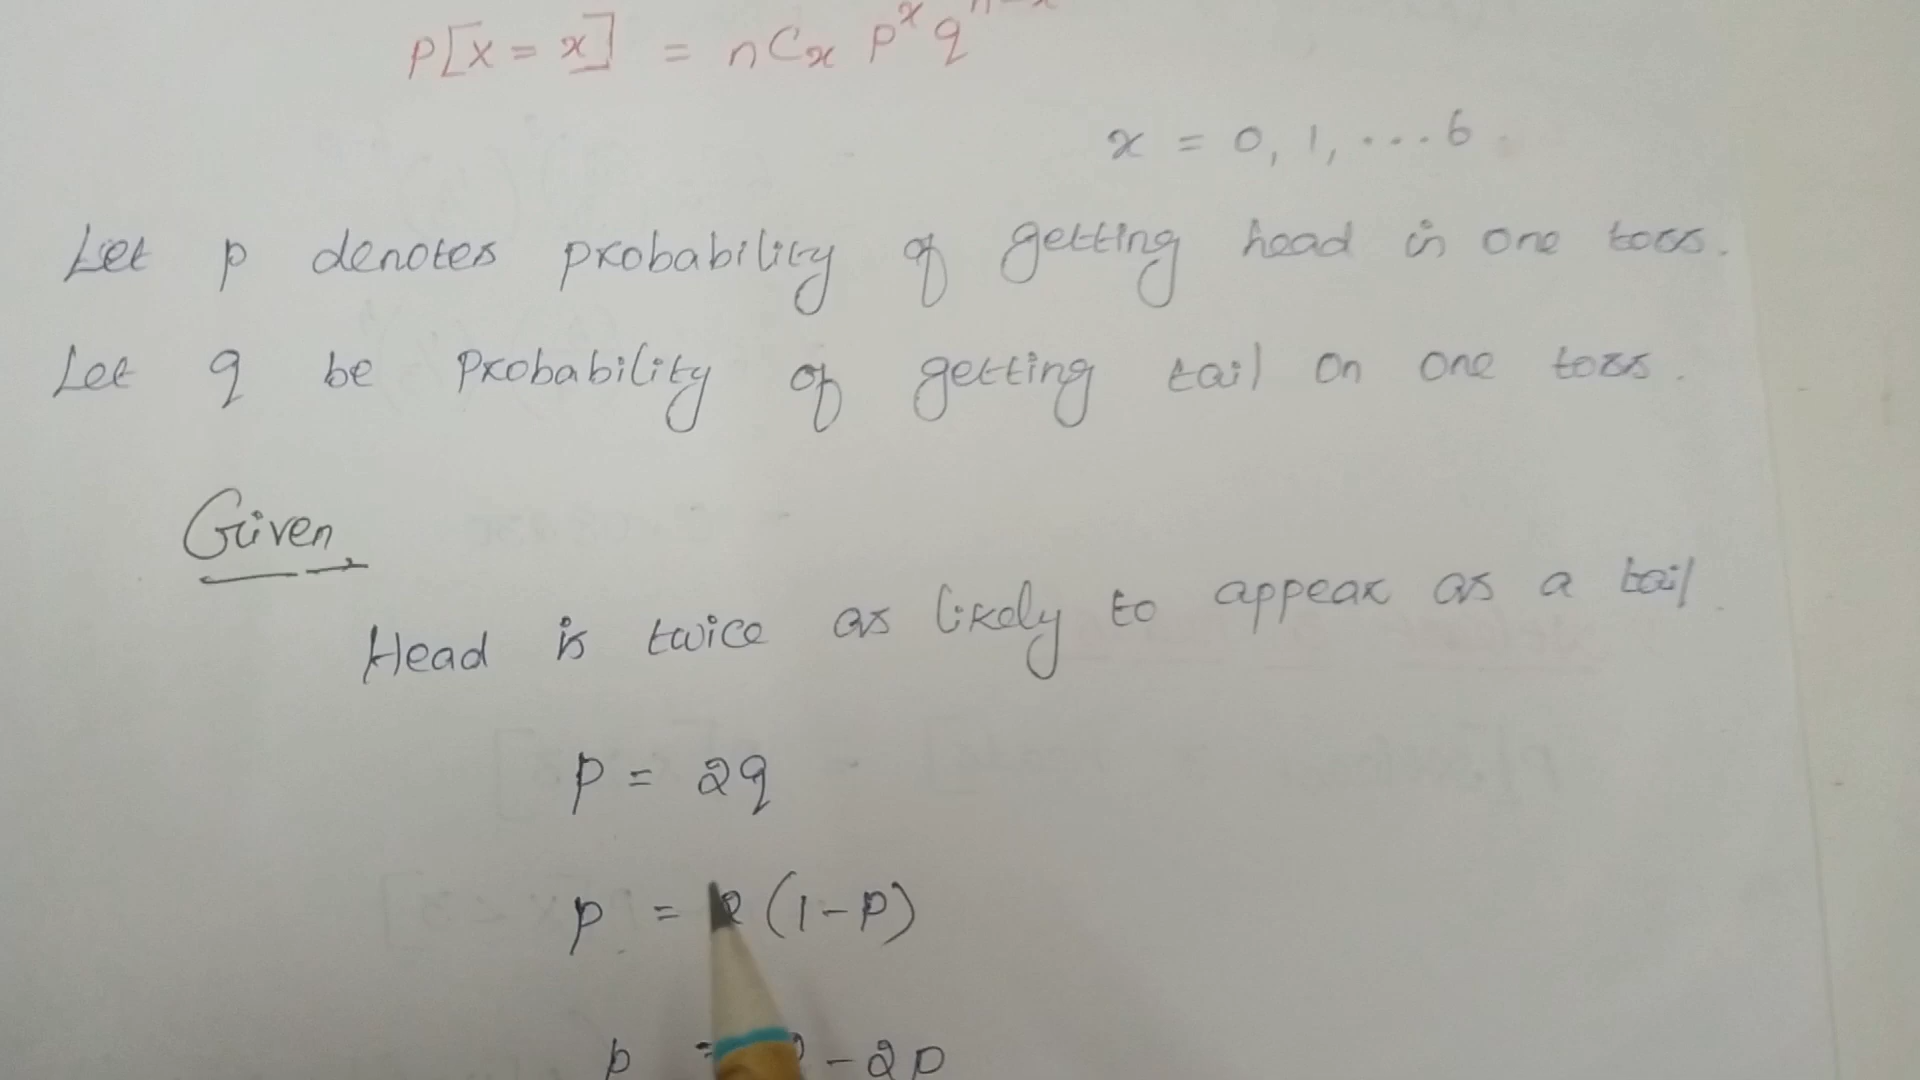 P[X = x] = nCx p^x q^n-x
x = 0, 1, ... 6
Let p denotes probability of getting head in one toss.
Let q be Probability of getting tail on one toss.
Given
Head is twice as likely to appear as a tail
p = 2q
p = 2 (1-P)
p = - 2p